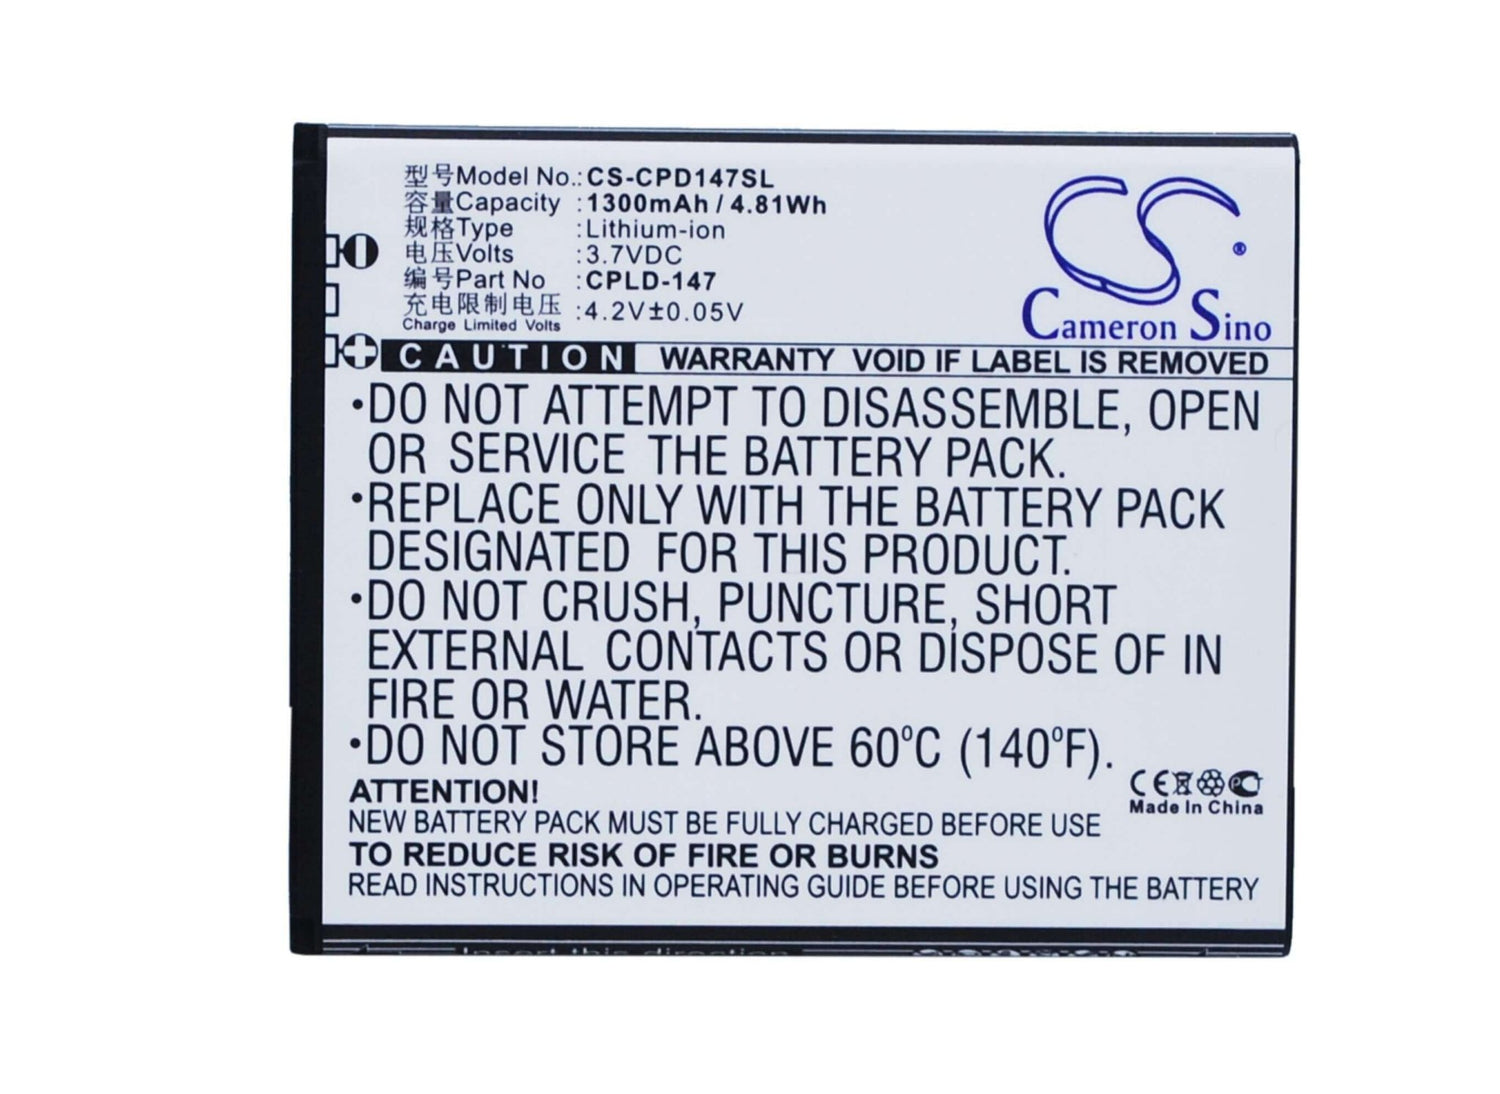 型号Model No.:CS-CPD147SL
容量Capacity :1300mAh / 4.81Wh
规格Type :Lithium-ion
电压Volts :3.7VDC
编号Part No :CPLD-147
充电限制电压 :4.2V±0.05V
Charge Limited Volts
CS®
Cameron Sino
CAUTION WARRANTY VOID IF LABEL IS REMOVED
•DO NOT ATTEMPT TO DISASSEMBLE, OPEN
OR SERVICE THE BATTERY PACK.
•REPLACE ONLY WITH THE BATTERY PACK
DESIGNATED FOR THIS PRODUCT.
•DO NOT CRUSH, PUNCTURE, SHORT
EXTERNAL CONTACTS OR DISPOSE OF IN
FIRE OR WATER.
•DO NOT STORE ABOVE 60°C (140°F).
CE
Made In China
ATTENTION!
NEW BATTERY PACK MUST BE FULLY CHARGED BEFORE USE
TO REDUCE RISK OF FIRE OR BURNS
READ INSTRUCTIONS IN OPERATING GUIDE BEFORE USING THE BATTERY
Insert this direction